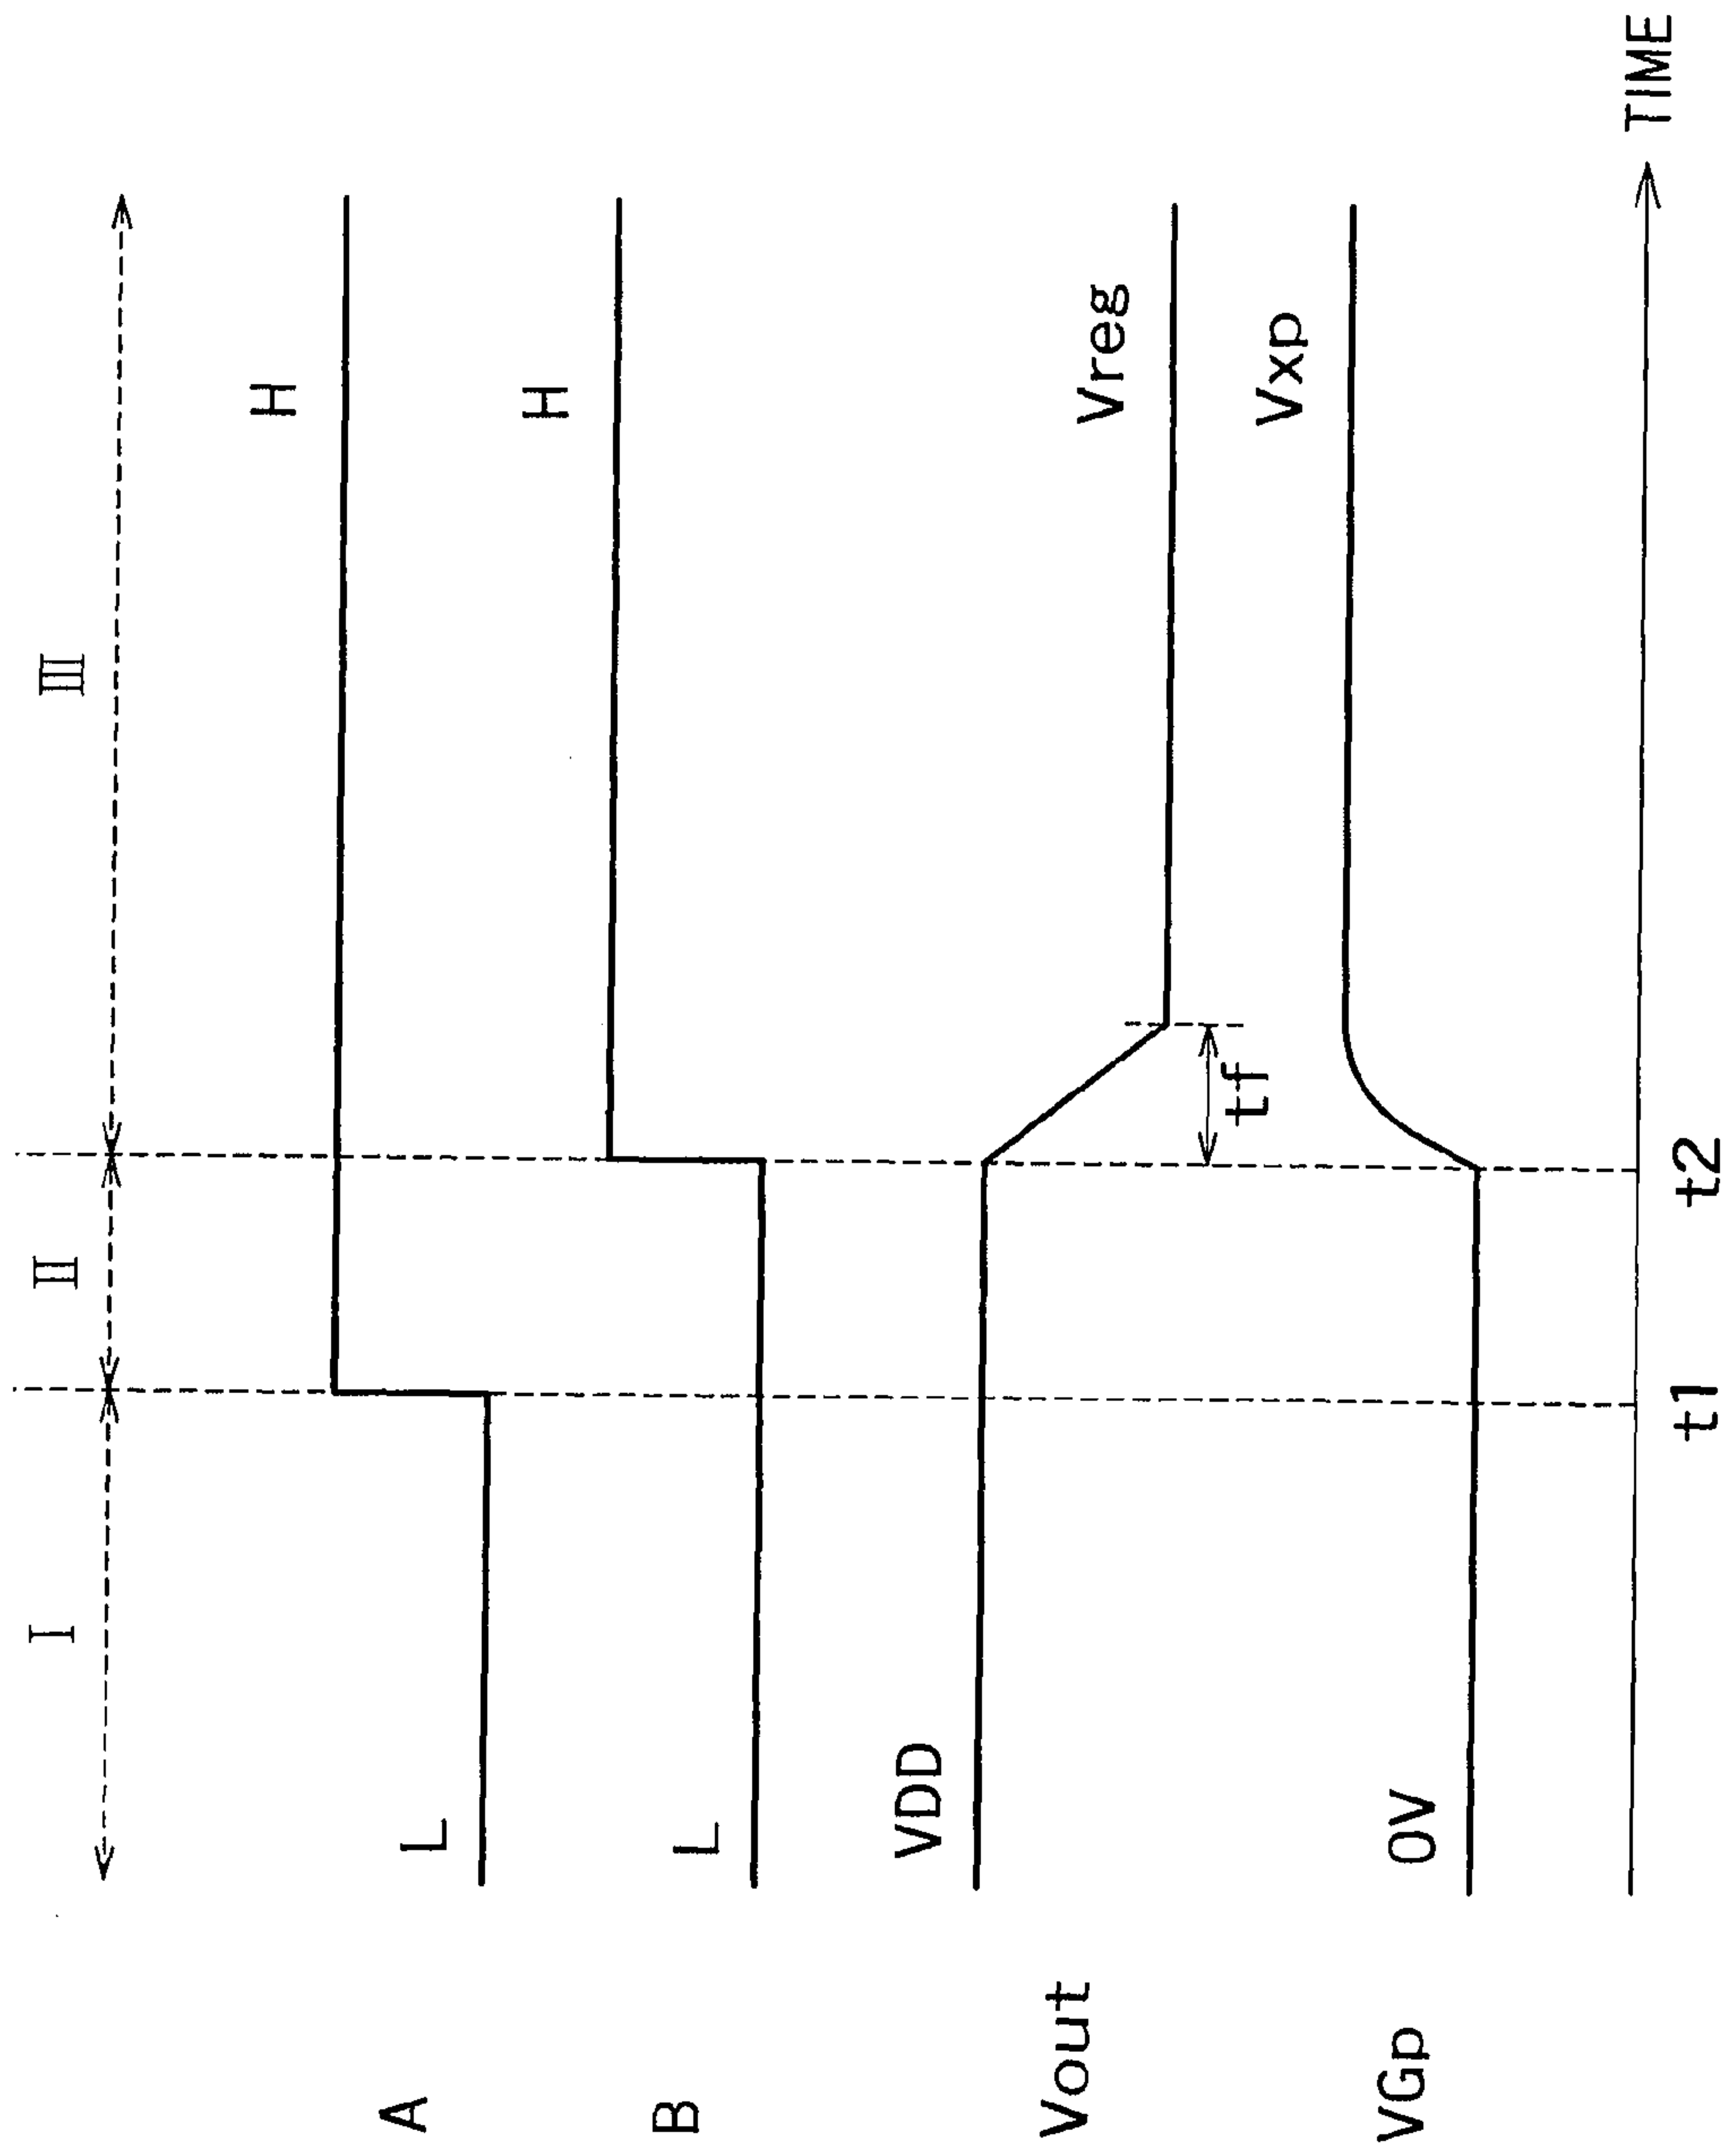 I II III
A L H
B L H
Vout VDD Vreg
tf
VGp 0V Vxp
t1 t2 TIME